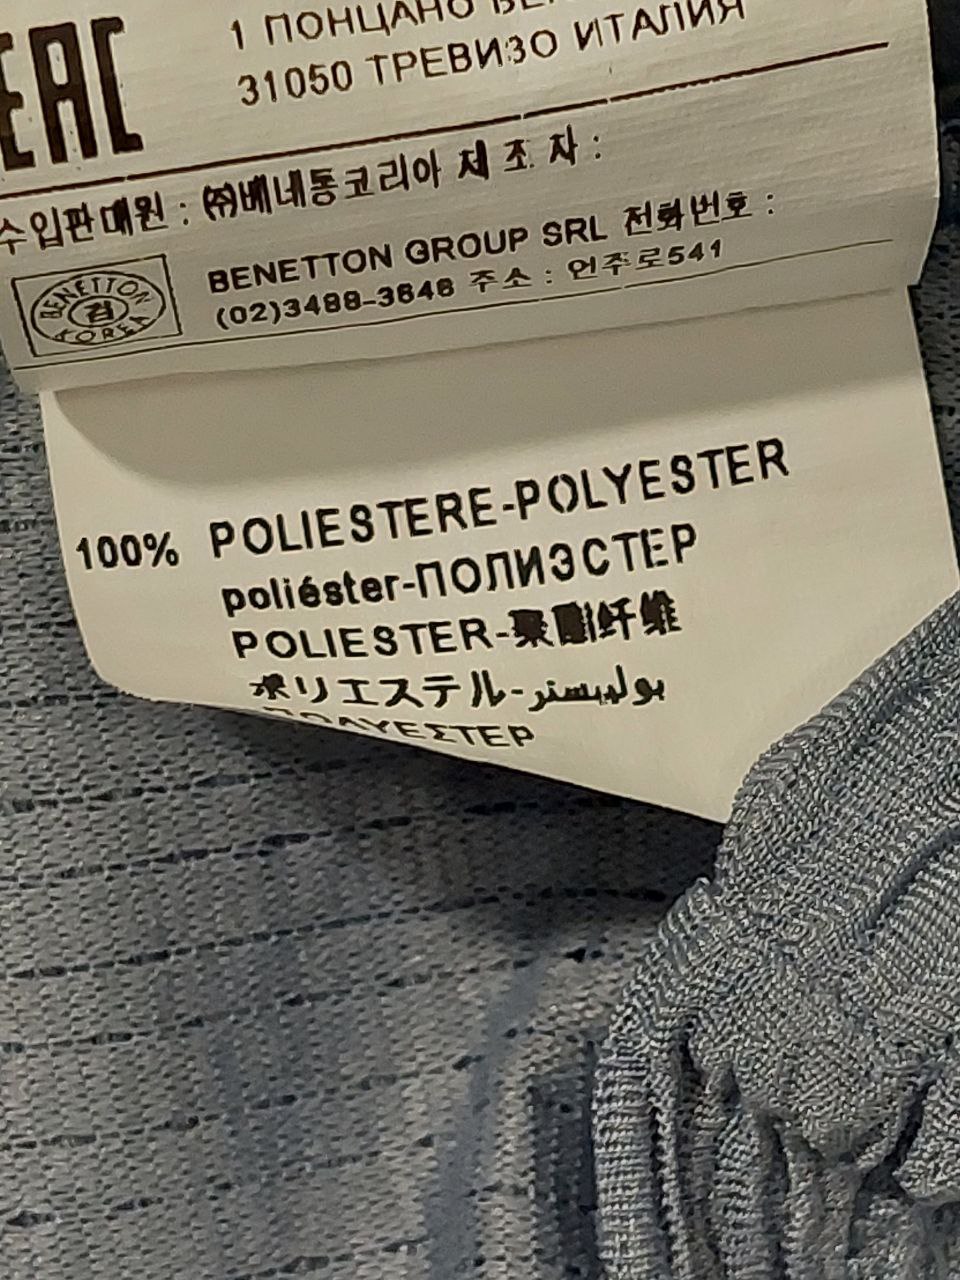 EAC
1 ПОНЦАНО
31050 ТРЕВИЗО ИТАЛИЯ
수입판매원 : ㈜베네통코리아 제 조 자 :
BENETTON GROUP SRL 전화번호 :
(02)3488-3648 주소 : 언주로541
BENETTON
검
KOREA
100% POLIESTERE-POLYESTER
poliéster-ПОЛИЭСТЕР
POLIESTER-聚酯纤维
ポリエステル-بوليستر
ΠΟΛΥΕΣΤΕΡ